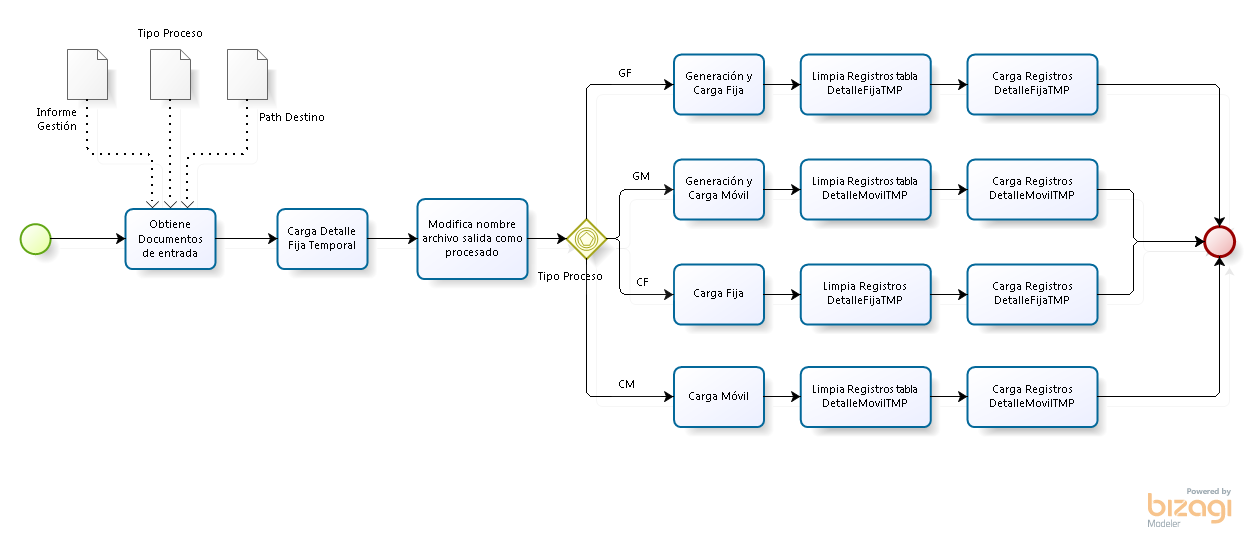 Tipo Proceso
Informe
Gestión
Path Destino
Obtiene
Documentos
de entrada
Carga Detalle
Fija Temporal
Modifica nombre
archivo salida como
procesado
Tipo Proceso
GF
Generación y
Carga Fija
Limpia Registros tabla
DetalleFijaTMP
Carga Registros
DetalleFijaTMP
GM
Generación y
Carga Móvil
Limpia Registros tabla
DetalleMovilTMP
Carga Registros
DetalleMovilTMP
CF
Carga Fija
Limpia Registros
DetalleFijaTMP
Carga Registros
DetalleFijaTMP
CM
Carga Móvil
Limpia Registros tabla
DetalleMovilTMP
Carga Registros
DetalleMovilTMP
Powered by
bizagi
Modeler